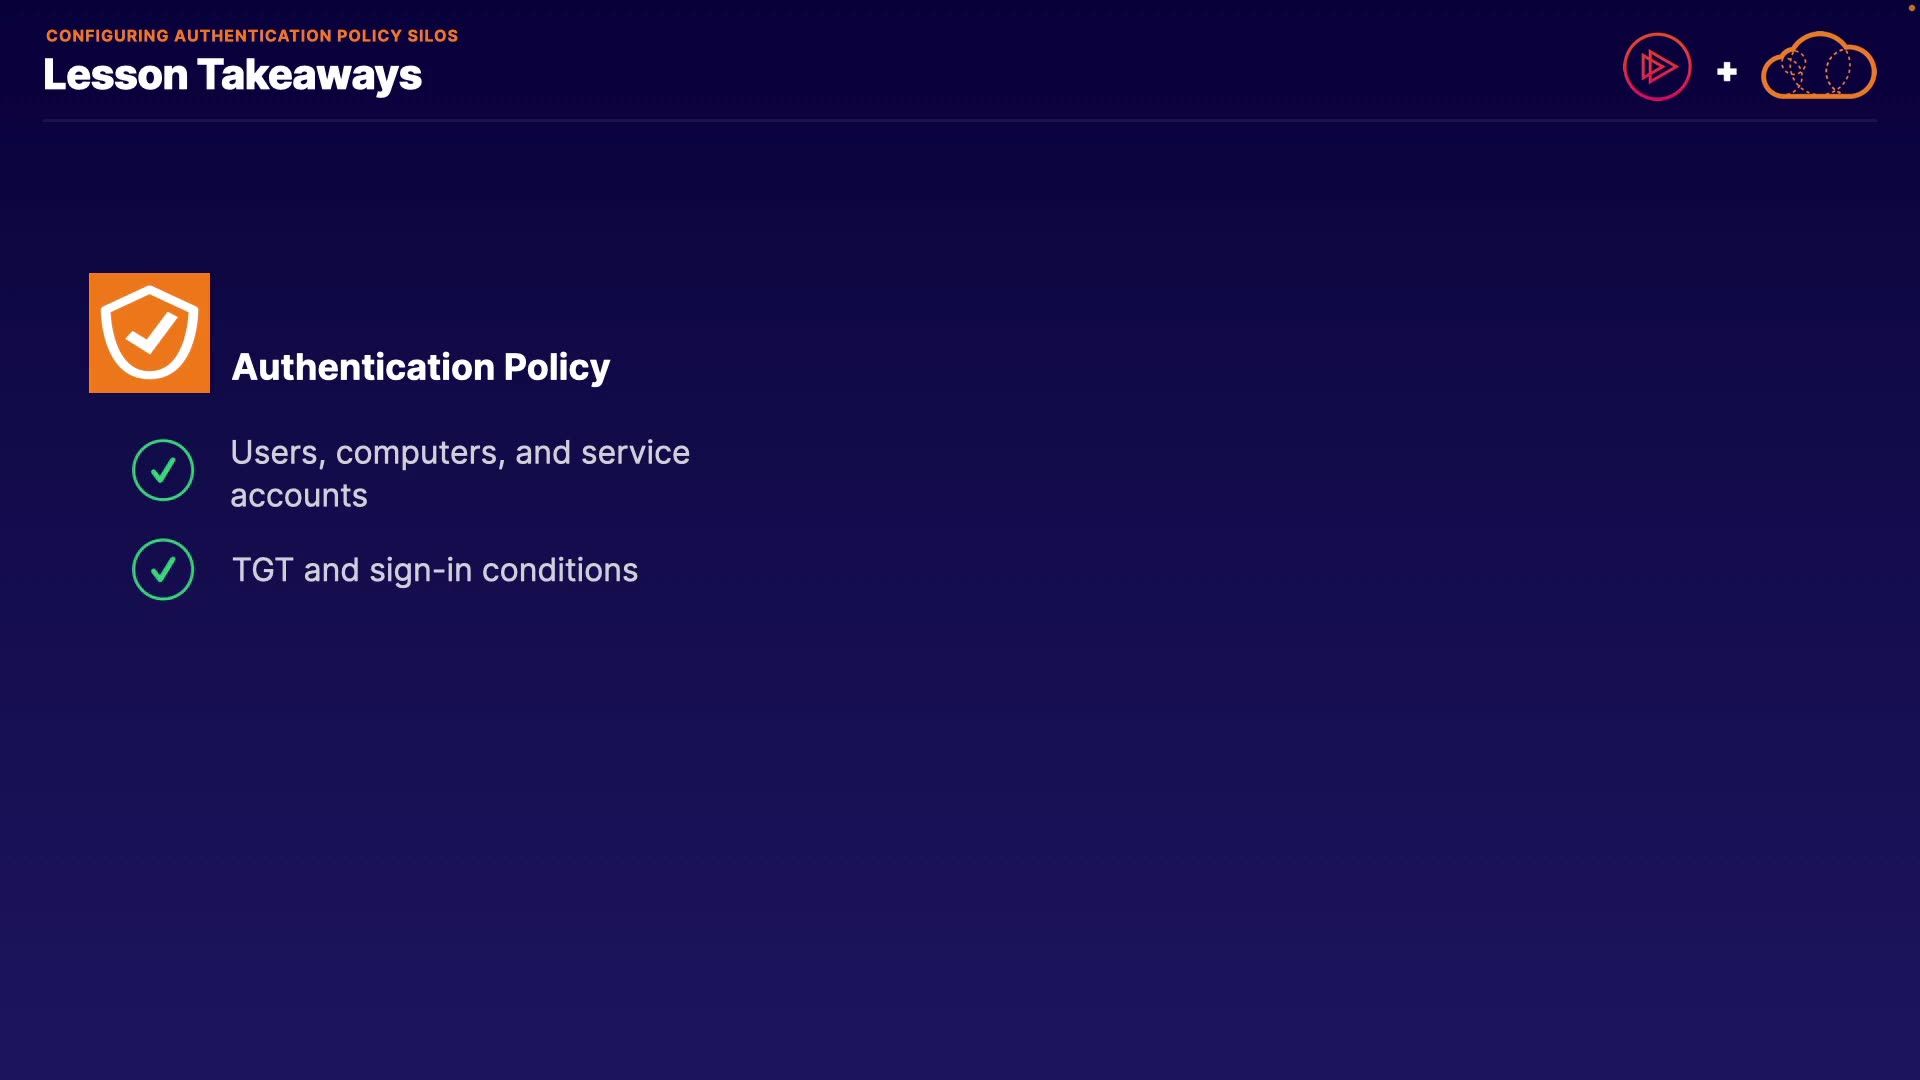 CONFIGURING AUTHENTICATION POLICY SILOS
Lesson Takeaways
Authentication Policy
Users, computers, and service
accounts
TGT and sign-in conditions